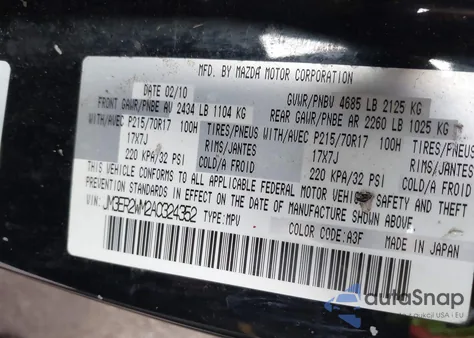 MFD. BY MAZDA MOTOR CORPORATION
DATE 02/10 GVWR/PNBV 4685 LB 2125 KG
FRONT GAWR/PNBE AV 2434 LB 1104 KG REAR GAWR/PNBE AR 2260 LB 1025 KG
WITH/AVEC P215/70R17 100H TIRES/PNEUS WITH/AVEC P215/70R17 100H TIRES/PNEUS
17X7J RIMS/JANTES 17X7J RIMS/JANTES
220 KPA/32 PSI COLD/A FROID 220 KPA/32 PSI COLD/A FROID
THIS VEHICLE CONFORMS TO ALL APPLICABLE FEDERAL MOTOR VEHICLE SAFETY AND THEFT
PREVENTION STANDARDS IN EFFECT ON THE DATE OF MANUFACTURE SHOWN ABOVE.
VIN: JM3ER2WM2A0324352 TYPE: MPV COLOR CODE: A3F MADE IN JAPAN
autoSnap